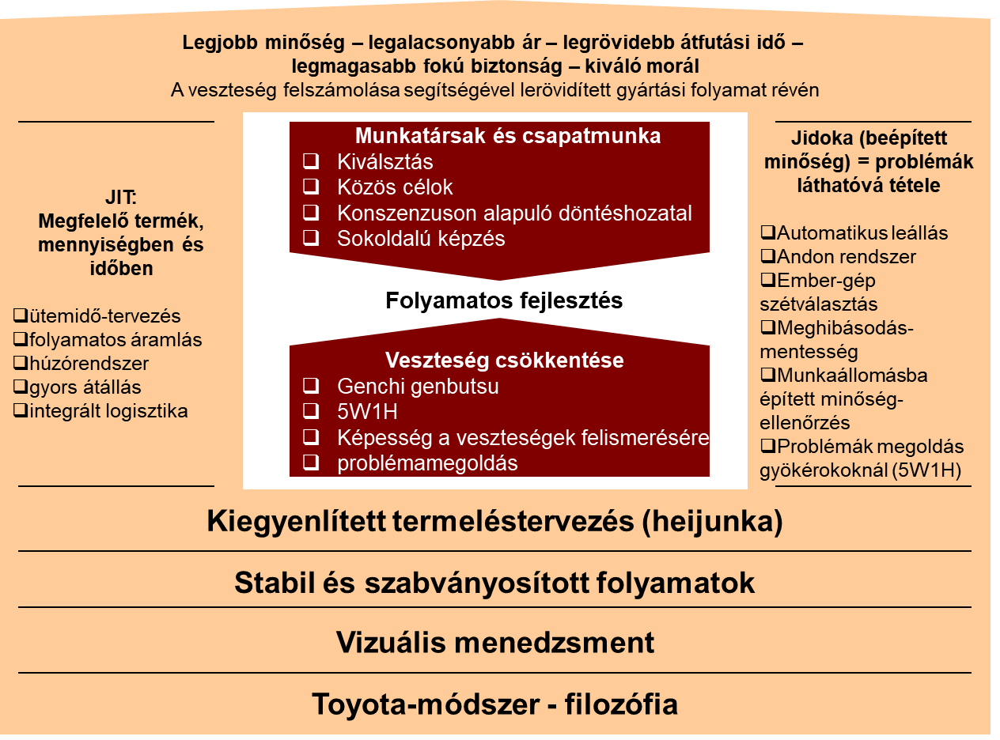 Legjobb minőség – legalacsonyabb ár – legrövidebb átfutási idő –
legmagasabb fokú biztonság – kiváló morál
A veszteség felszámolása segítségével lerövidített gyártási folyamat révén
JIT:
Megfelelő termék,
mennyiségben és
időben
❑ütemidő-tervezés
❑folyamatos áramlás
❑húzórendszer
❑gyors átállás
❑integrált logisztika
Munkatársak és csapatmunka
❑ Kiválsztás
❑ Közös célok
❑ Konszenzuson alapuló döntéshozatal
❑ Sokoldalú képzés
Folyamatos fejlesztés
Veszteség csökkentése
❑ Genchi genbutsu
❑ 5W1H
❑ Képesség a veszteségek felismerésére
❑ problémamegoldás
Jidoka (beépített
minőség) = problémák
láthatóvá tétele
❑Automatikus leállás
❑Andon rendszer
❑Ember-gép
szétválasztás
❑Meghibásodás-
mentesség
❑Munkaállomásba
épített minőség-
ellenőrzés
❑Problémák megoldás
gyökérokoknál (5W1H)
Kiegyenlített termeléstervezés (heijunka)
Stabil és szabványosított folyamatok
Vizuális menedzsment
Toyota-módszer - filozófia